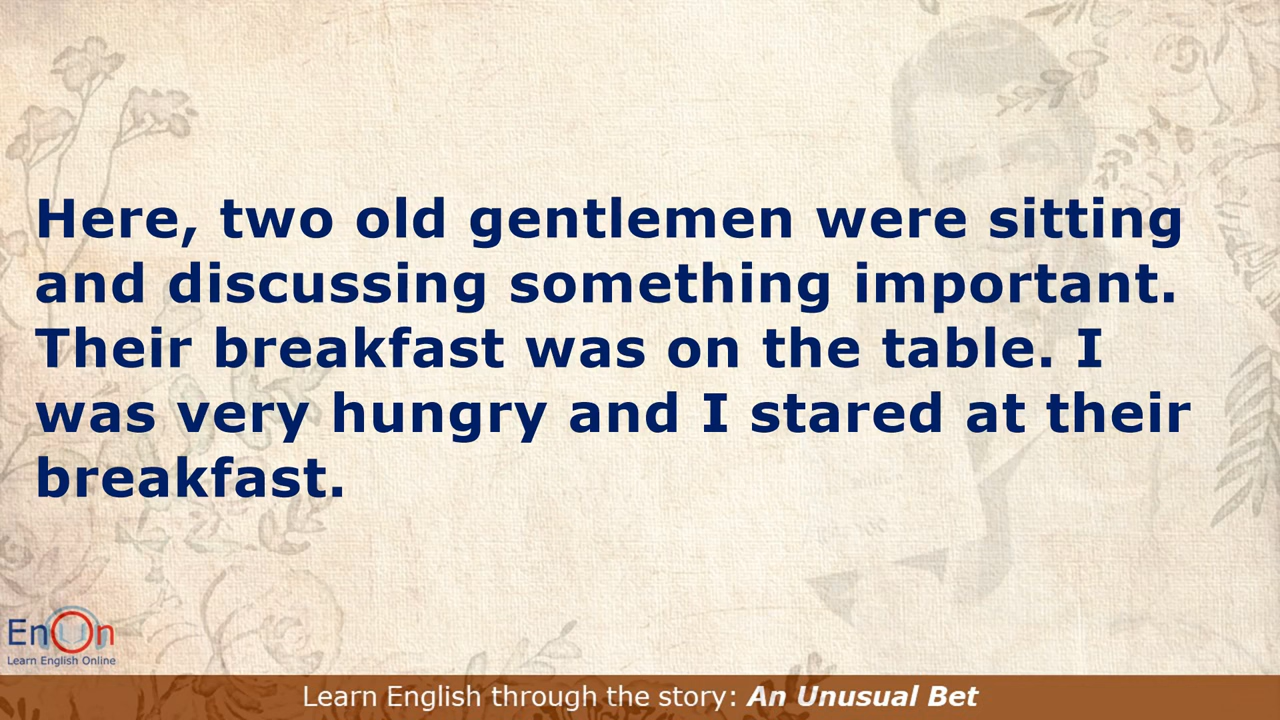 Here, two old gentlemen were sitting
and discussing something important.
Their breakfast was on the table. I
was very hungry and I stared at their
breakfast.
EnOn
Learn English Online
Learn English through the story: An Unusual Bet